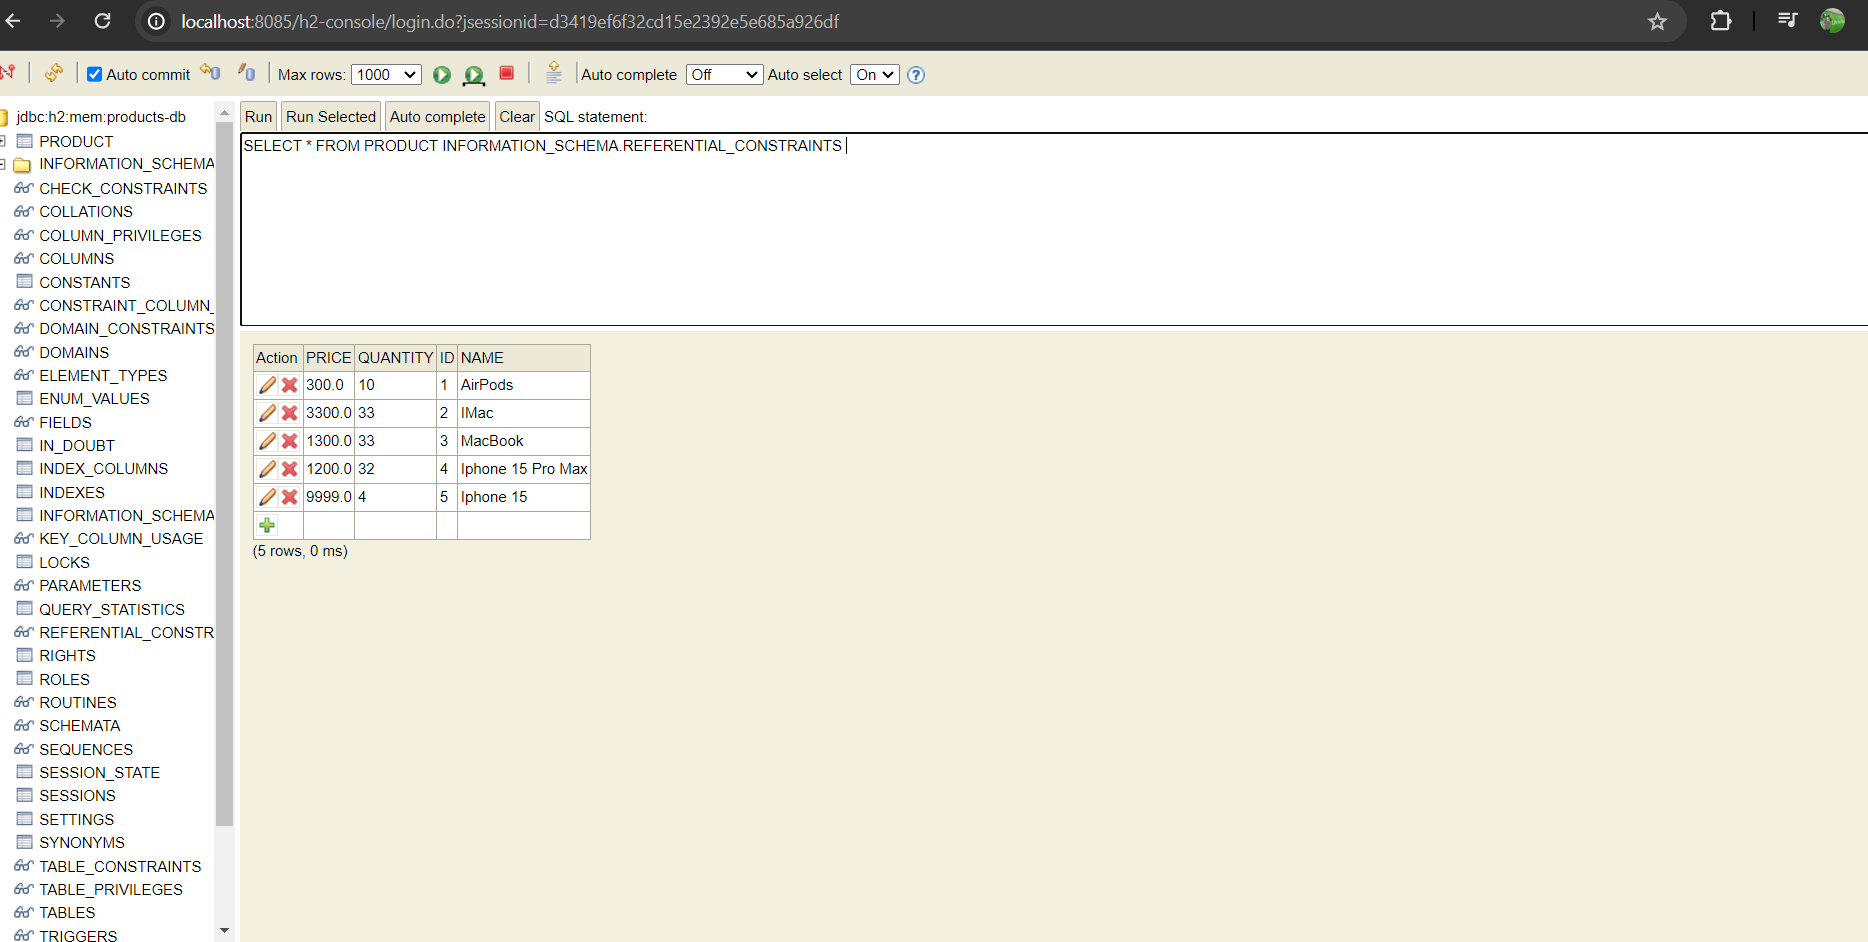 localhost:8085/h2-console/login.do?jsessionid=d3419ef6f32cd15e2392e5e685a926df
Auto commit Max rows: 1000 Auto complete Off Auto select On
jdbc:h2:mem:products-db
PRODUCT
INFORMATION_SCHEMA
CHECK_CONSTRAINTS
COLLATIONS
COLUMN_PRIVILEGES
COLUMNS
CONSTANTS
CONSTRAINT_COLUMN_
DOMAIN_CONSTRAINTS
DOMAINS
ELEMENT_TYPES
ENUM_VALUES
FIELDS
IN_DOUBT
INDEX_COLUMNS
INDEXES
INFORMATION_SCHEMA
KEY_COLUMN_USAGE
LOCKS
PARAMETERS
QUERY_STATISTICS
REFERENTIAL_CONSTR
RIGHTS
ROLES
ROUTINES
SCHEMATA
SEQUENCES
SESSION_STATE
SESSIONS
SETTINGS
SYNONYMS
TABLE_CONSTRAINTS
TABLE_PRIVILEGES
TABLES
TRIGGERS
Run Run Selected Auto complete Clear SQL statement:
SELECT * FROM PRODUCT INFORMATION_SCHEMA.REFERENTIAL_CONSTRAINTS
Action PRICE QUANTITY ID NAME
300.0 10 1 AirPods
3300.0 33 2 IMac
1300.0 33 3 MacBook
1200.0 32 4 Iphone 15 Pro Max
9999.0 4 5 Iphone 15
(5 rows, 0 ms)